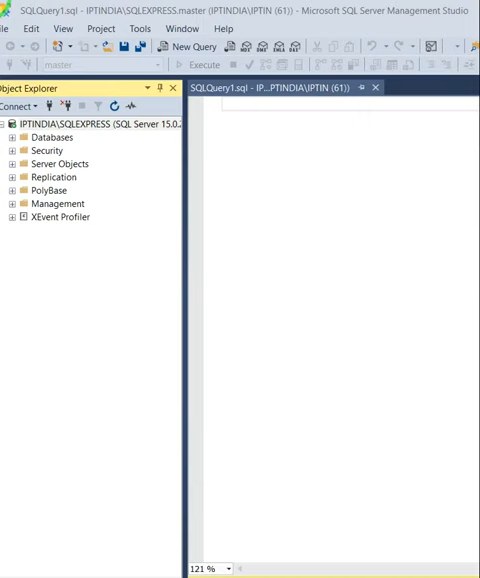 SQLQuery1.sql - IPTINDIA\SQLEXPRESS.master (IPTINDIA\IPTIN (61)) - Microsoft SQL Server Management Studio
ile Edit View Project Tools Window Help
New Query
master Execute
Object Explorer
SQLQuery1.sql - IP...PTINDIA\IPTIN (61))
Connect
IPTINDIA\SQLEXPRESS (SQL Server 15.0.2
Databases
Security
Server Objects
Replication
PolyBase
Management
XEvent Profiler
121 %